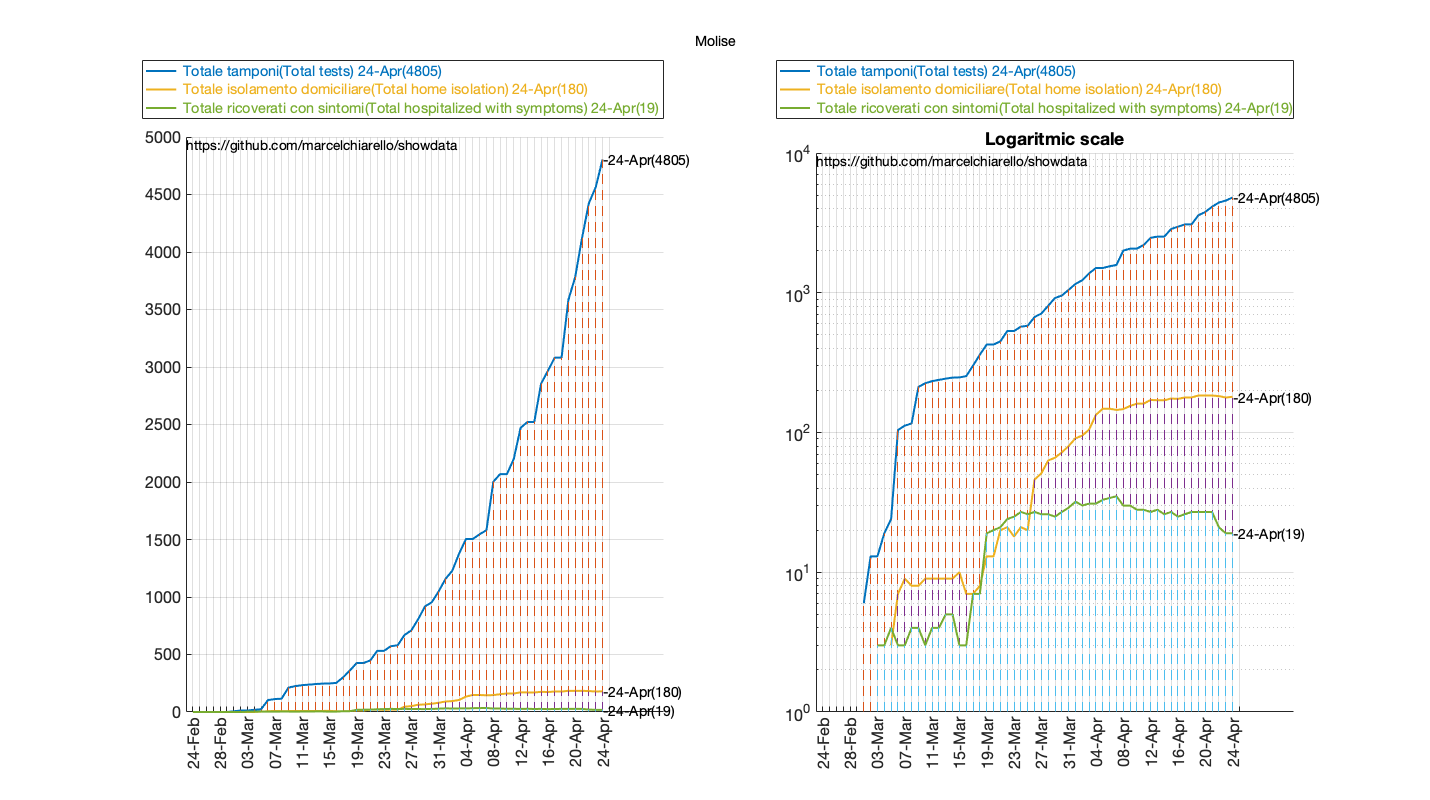 Molise
Totale tamponi(Total tests) 24-Apr(4805)
Totale isolamento domiciliare(Total home isolation) 24-Apr(180)
Totale ricoverati con sintomi(Total hospitalized with symptoms) 24-Apr(19)
https://github.com/marcelchiarello/showdata
5000
4500
4000
3500
3000
2500
2000
1500
1000
500
0
-24-Apr(4805)
-24-Apr(180)
-24-Apr(19)
24-Feb
28-Feb
03-Mar
07-Mar
11-Mar
15-Mar
19-Mar
23-Mar
27-Mar
31-Mar
04-Apr
08-Apr
12-Apr
16-Apr
20-Apr
24-Apr
Totale tamponi(Total tests) 24-Apr(4805)
Totale isolamento domiciliare(Total home isolation) 24-Apr(180)
Totale ricoverati con sintomi(Total hospitalized with symptoms) 24-Apr(19)
Logaritmic scale
https://github.com/marcelchiarello/showdata
10^4
10^3
10^2
10^1
10^0
-24-Apr(4805)
-24-Apr(180)
-24-Apr(19)
24-Feb
28-Feb
03-Mar
07-Mar
11-Mar
15-Mar
19-Mar
23-Mar
27-Mar
31-Mar
04-Apr
08-Apr
12-Apr
16-Apr
20-Apr
24-Apr